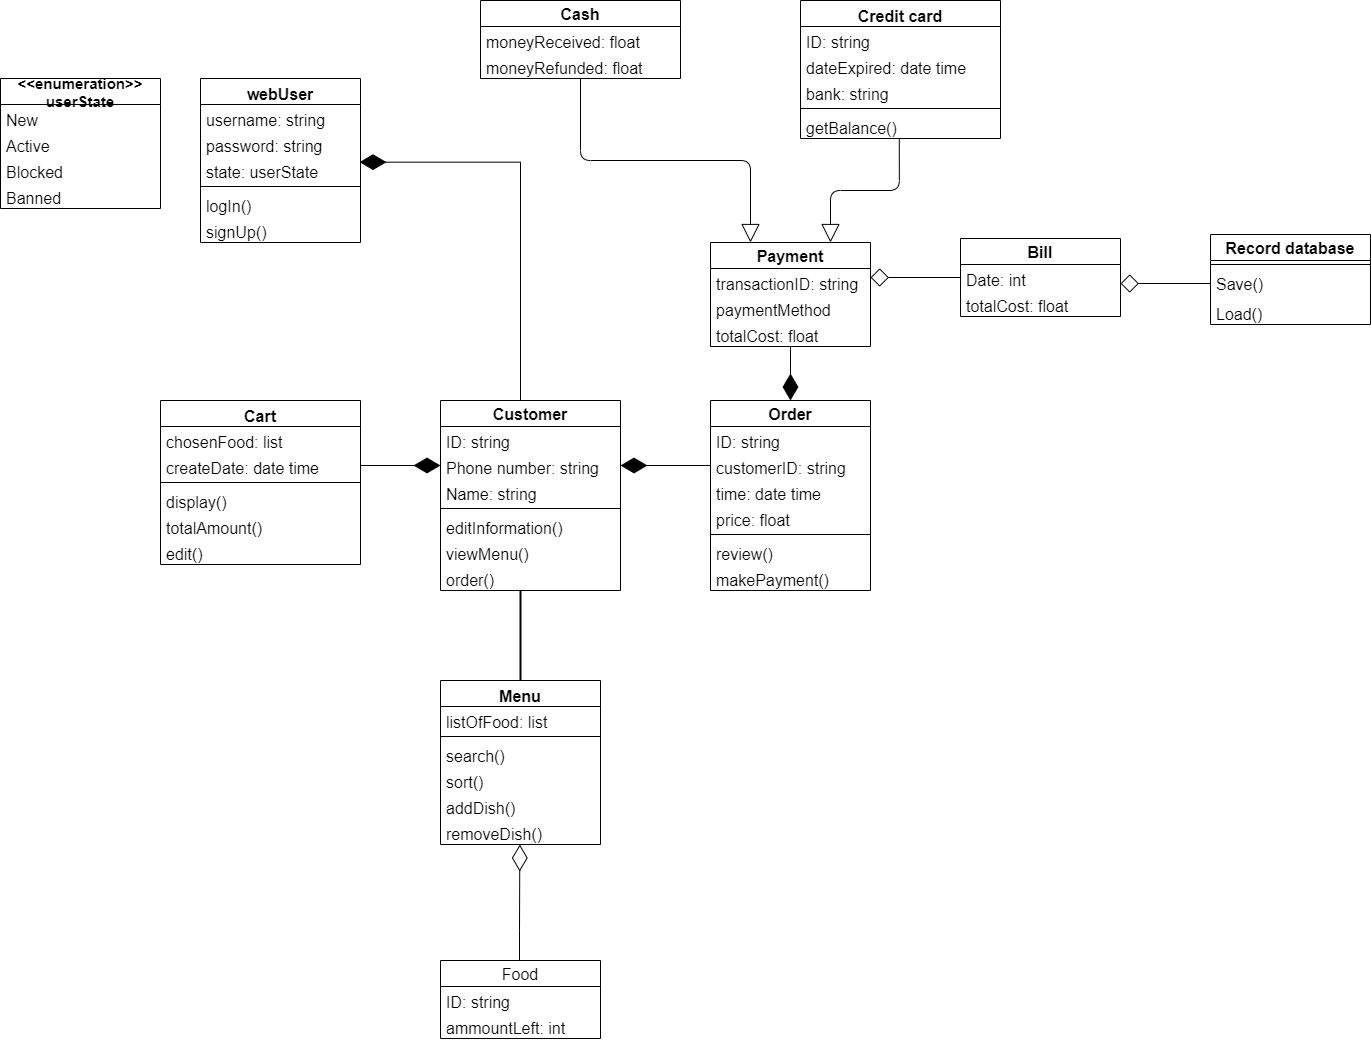 Cash
moneyReceived: float
moneyRefunded: float
Credit card
ID: string
dateExpired: date time
bank: string
getBalance()
<<enumeration>>
userState
New
Active
Blocked
Banned
webUser
username: string
password: string
state: userState
logIn()
signUp()
Payment
transactionID: string
paymentMethod
totalCost: float
Bill
Date: int
totalCost: float
Record database
Save()
Load()
Cart
chosenFood: list
createDate: date time
display()
totalAmount()
edit()
Customer
ID: string
Phone number: string
Name: string
editInformation()
viewMenu()
order()
Order
ID: string
customerID: string
time: date time
price: float
review()
makePayment()
Menu
listOfFood: list
search()
sort()
addDish()
removeDish()
Food
ID: string
ammountLeft: int